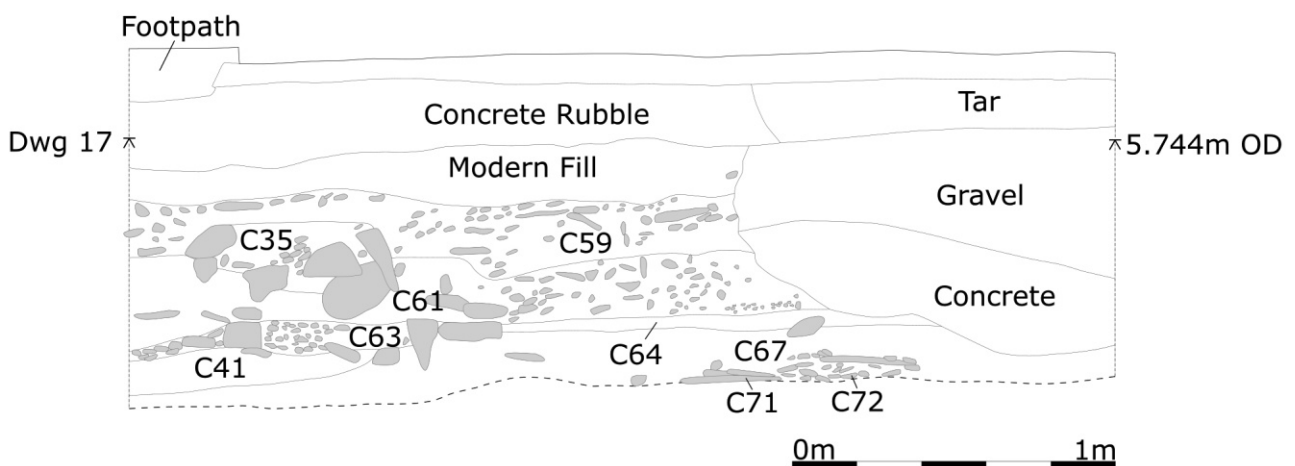 Footpath
Concrete Rubble
Tar
Dwg 17
5.744m OD
Modern Fill
Gravel
C35
C59
C61
Concrete
C63
C64
C67
C41
C71
C72
0m
1m